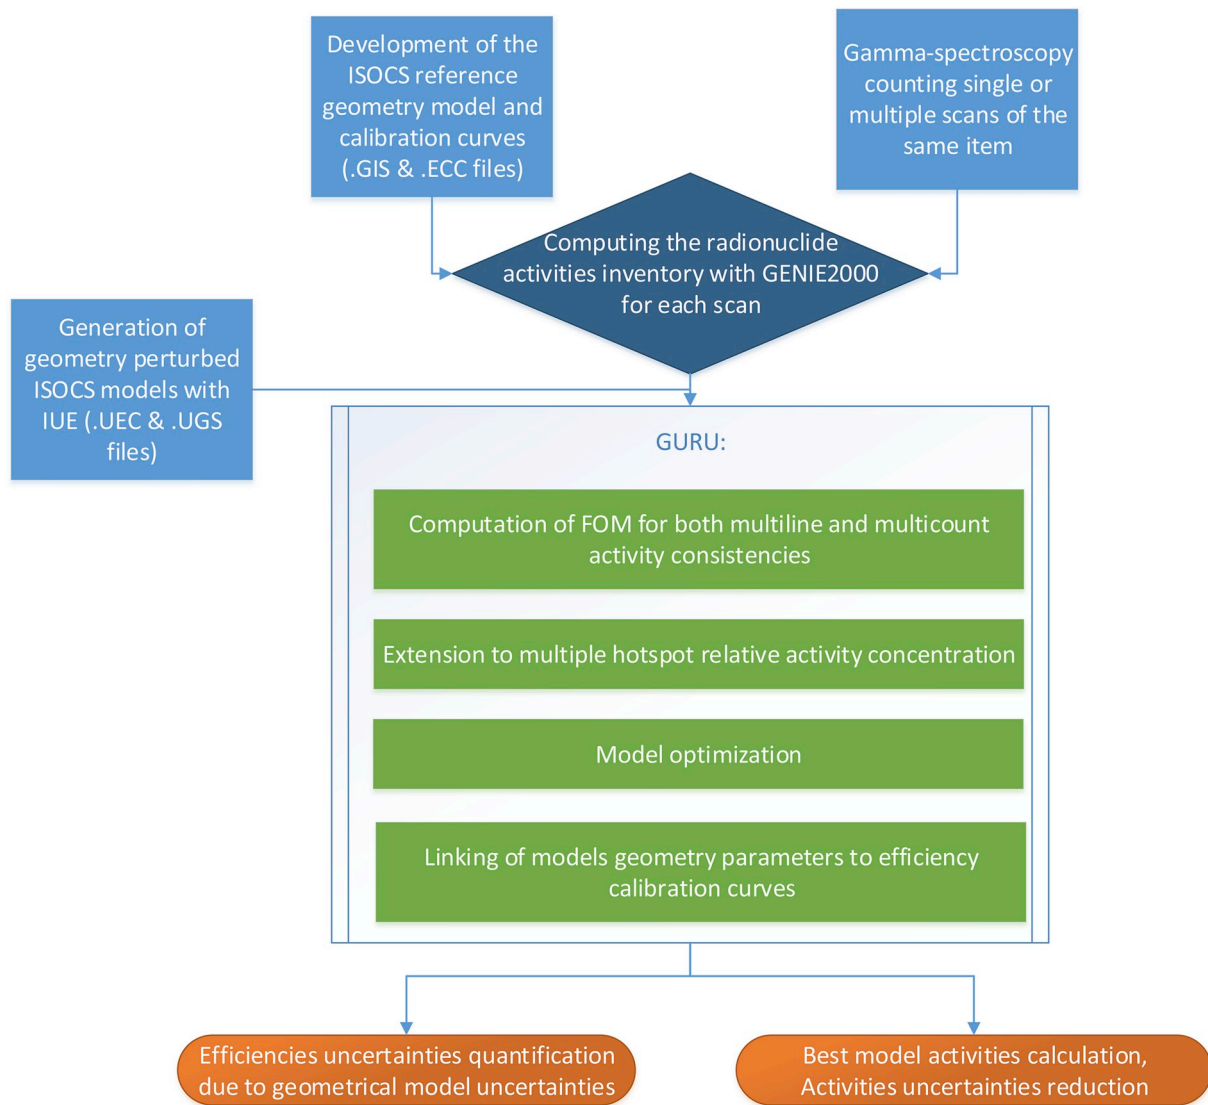 Development of the
ISOCS reference
geometry model and
calibration curves
(.GIS & .ECC files)
Gamma-spectroscopy
counting single or
multiple scans of the
same item
Computing the radionuclide
activities inventory with GENIE2000
for each scan
Generation of
geometry perturbed
ISOCS models with
IUE (.UEC & .UGS
files)
GURU:
Computation of FOM for both multiline and multicount
activity consistencies
Extension to multiple hotspot relative activity concentration
Model optimization
Linking of models geometry parameters to efficiency
calibration curves
Efficiencies uncertainties quantification
due to geometrical model uncertainties
Best model activities calculation,
Activities uncertainties reduction